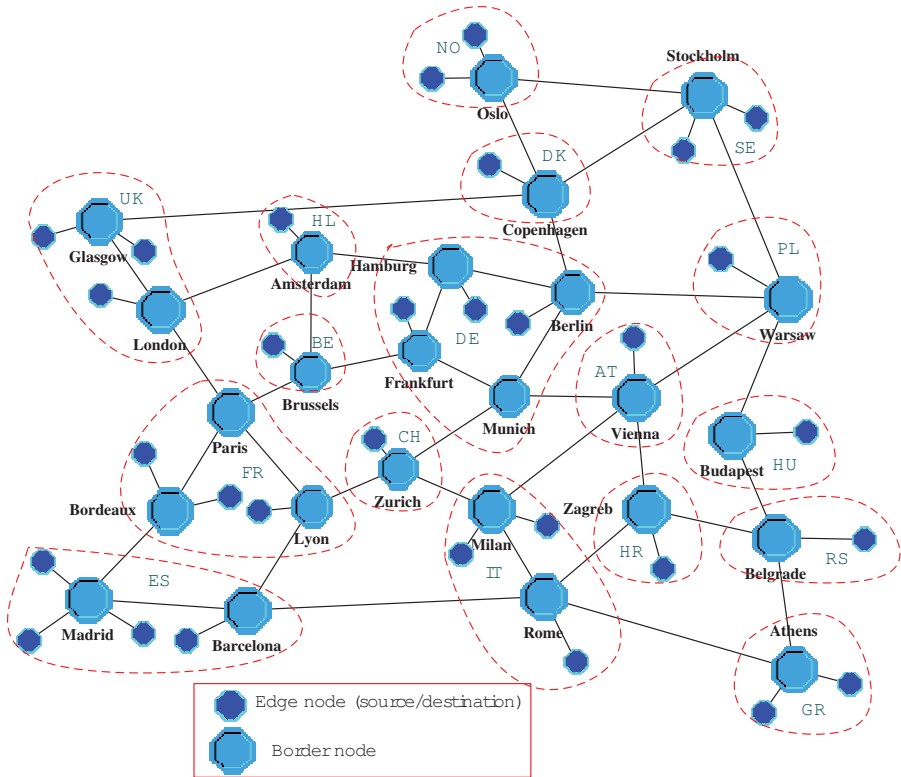 NO
Stockholm
Oslo
SE
DK
UK
HL
Copenhagen
Glasgow
Hamburg
PL
Amsterdam
London
BE
DE
Berlin
Warsaw
Frankfurt
AT
Brussels
Munich
Vienna
Paris
CH
Budapest
HU
FR
Zurich
Bordeaux
Lyon
Zagreb
Milan
HR
IT
Belgrade
RS
ES
Madrid
Barcelona
Rome
Athens
GR
Edge node (source/destination)
Border node